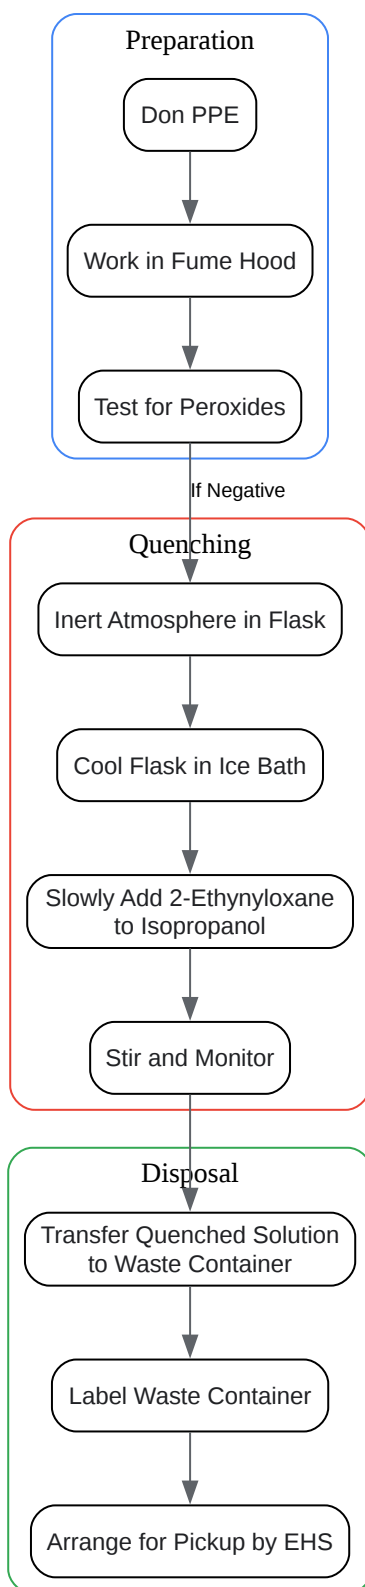 Preparation
Don PPE
Work in Fume Hood
Test for Peroxides
If Negative
Quenching
Inert Atmosphere in Flask
Cool Flask in Ice Bath
Slowly Add 2-Ethynyloxane
to Isopropanol
Stir and Monitor
Disposal
Transfer Quenched Solution
to Waste Container
Label Waste Container
Arrange for Pickup by EHS